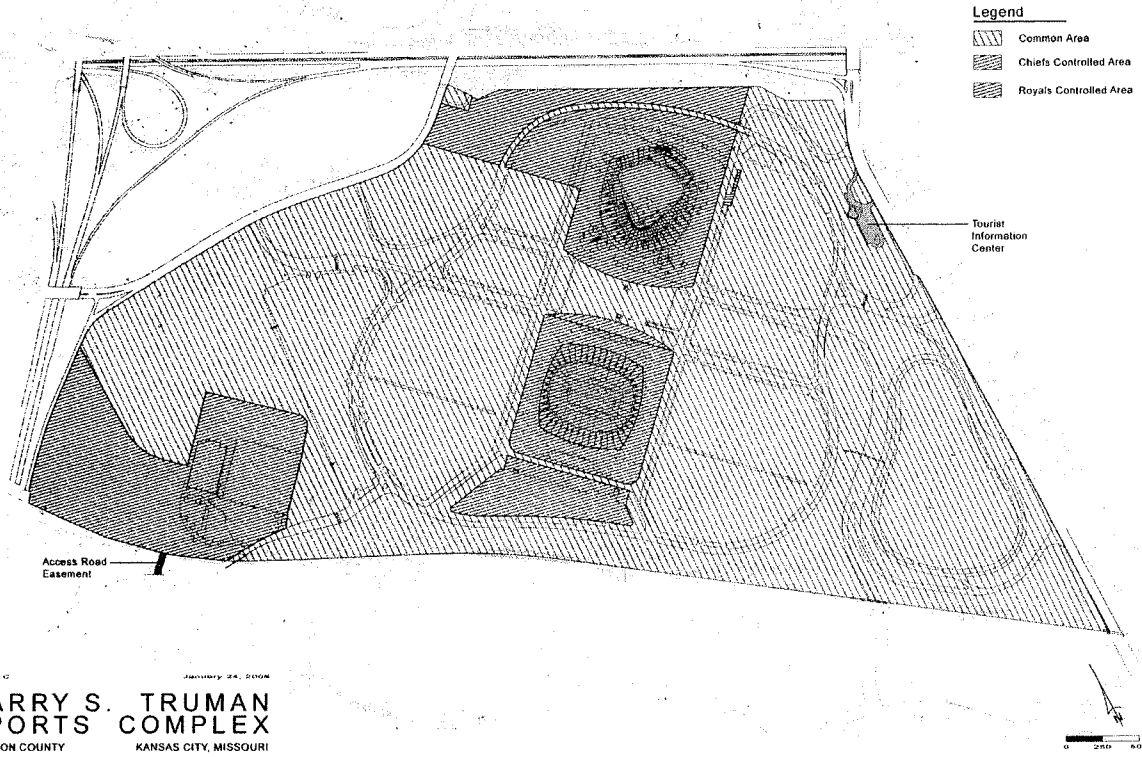 Legend
Common Area
Chiefs Controlled Area
Royals Controlled Area
Tourist
Information
Center
Access Road
Easement
C
January 24, 2006
ARRY S. TRUMAN
PORTS COMPLEX
ON COUNTY KANSAS CITY, MISSOURI
N
0 250 50